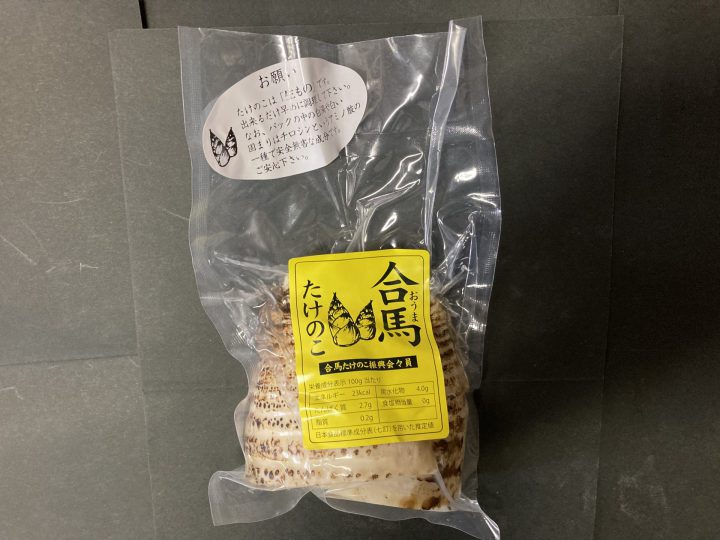 お願い
たけのこは「生もの」です。
出来るだけ早めに調理して下さい。
なお、パックの中の
固まりはチロシンというアミノ酸の
一種で安全無害な成分です。
ご安心下さい。
合馬
おうま
たけのこ
合馬たけのこ振興会々員
栄養成分表示 100g 当たり
エネルギー 23kcal 炭水化物 4.0g
たんぱく質 2.7g 食塩相当量 0g
脂質 0.2g
日本食品標準成分表(七訂)を用いた推定値